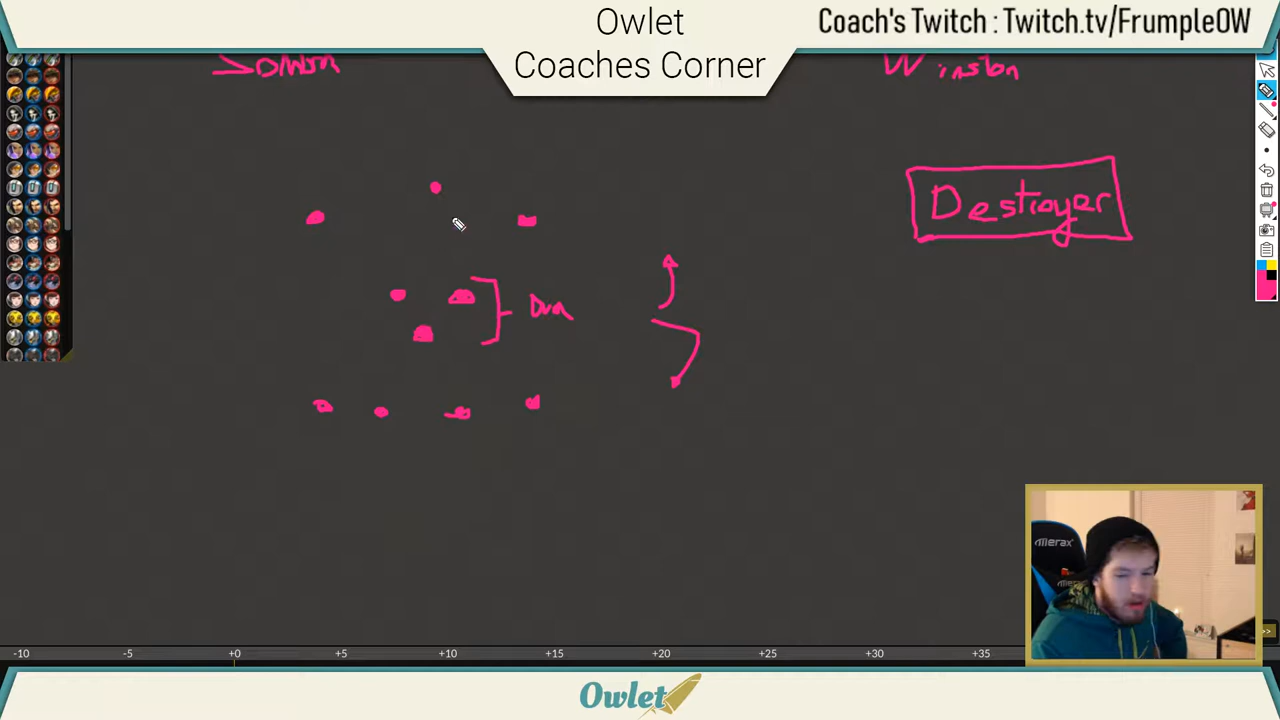 Owlet
Coaches Corner
Coach's Twitch : Twitch.tv/FrumpleOW
Winston
Destroyer
Dva
merax
-10 -5 +0 +5 +10 +15 +20 +25 +30 +35
>>
Owlet